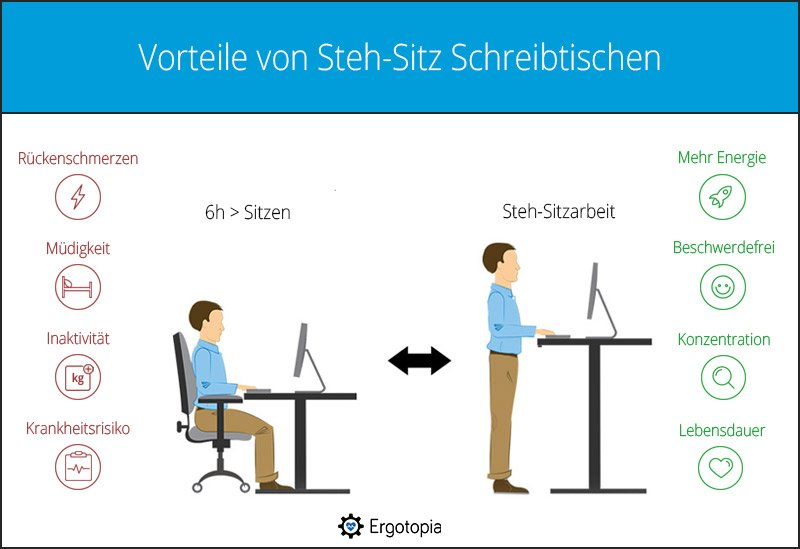 Vorteile von Steh-Sitz Schreibtischen
Rückenschmerzen
Müdigkeit
Inaktivität
kg
Krankheitsrisiko
6h > Sitzen
Steh-Sitzarbeit
Mehr Energie
Beschwerdefrei
Konzentration
Lebensdauer
Ergotopia